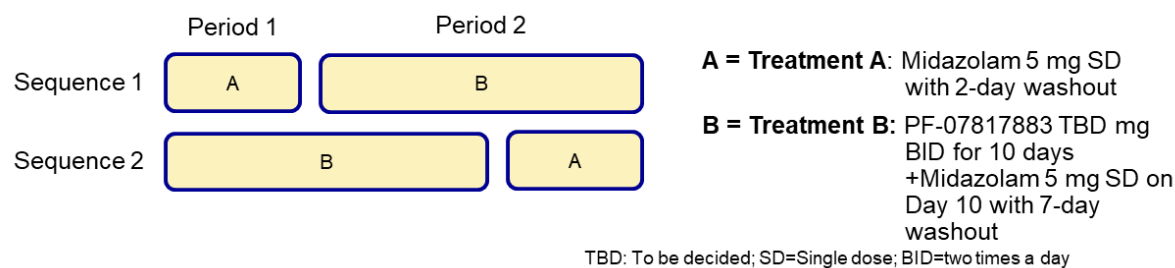 Period 1
Period 2
Sequence 1
A
B
Sequence 2
B
A
A = Treatment A: Midazolam 5 mg SD
with 2-day washout
B = Treatment B: PF-07817883 TBD mg
BID for 10 days
+Midazolam 5 mg SD on
Day 10 with 7-day
washout
TBD: To be decided; SD=Single dose; BID=two times a day